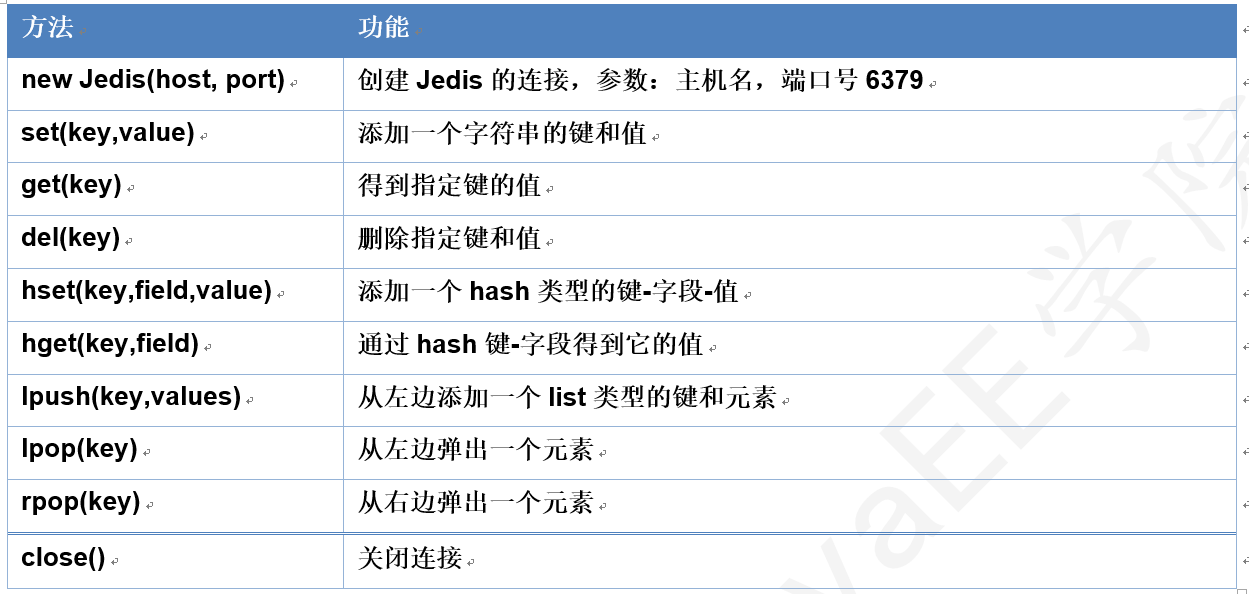 方法 功能
new Jedis(host, port) 创建 Jedis 的连接，参数：主机名，端口号 6379
set(key,value) 添加一个字符串的键和值
get(key) 得到指定键的值
del(key) 删除指定键和值
hset(key,field,value) 添加一个 hash 类型的键-字段-值
hget(key,field) 通过 hash 键-字段得到它的值
lpush(key,values) 从左边添加一个 list 类型的键和元素
lpop(key) 从左边弹出一个元素
rpop(key) 从右边弹出一个元素
close() 关闭连接
vaEE学院